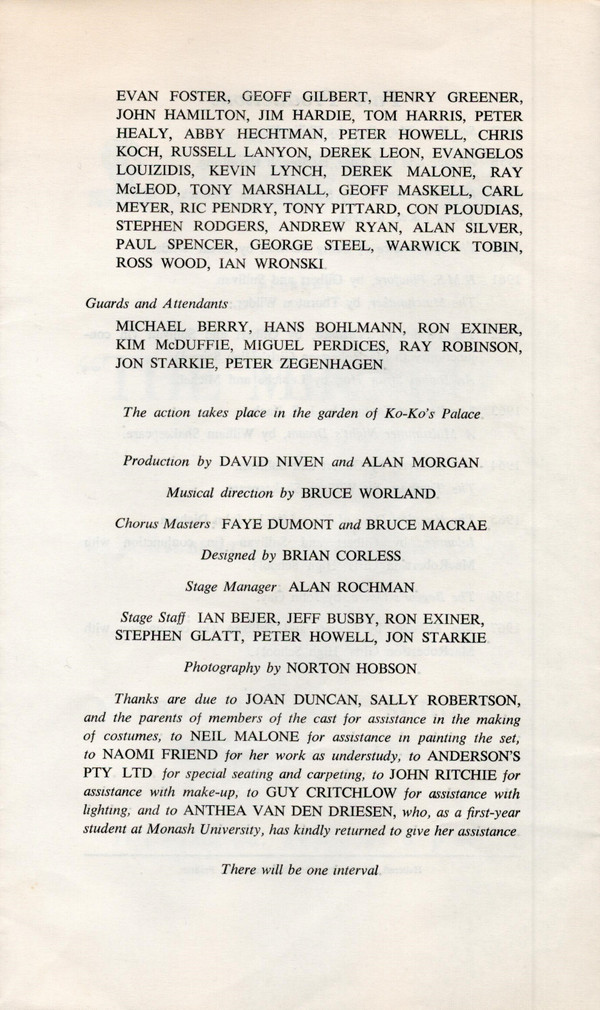 EVAN FOSTER, GEOFF GILBERT, HENRY GREENER,
JOHN HAMILTON, JIM HARDIE, TOM HARRIS, PETER
HEALY, ABBY HECHTMAN, PETER HOWELL, CHRIS
KOCH, RUSSELL LANYON, DEREK LEON, EVANGELOS
LOUIZIDIS, KEVIN LYNCH, DEREK MALONE, RAY
McLEOD, TONY MARSHALL, GEOFF MASKELL, CARL
MEYER, RIC PENDRY, TONY PITTARD, CON PLOUDIAS,
STEPHEN RODGERS, ANDREW RYAN, ALAN SILVER,
PAUL SPENCER, GEORGE STEEL, WARWICK TOBIN,
ROSS WOOD, IAN WRONSKI.
Guards and Attendants:
MICHAEL BERRY, HANS BOHLMANN, RON EXINER,
KIM McDUFFIE, MIGUEL PERDICES, RAY ROBINSON,
JON STARKIE, PETER ZEGENHAGEN.
The action takes place in the garden of Ko-Ko's Palace.
Production by DAVID NIVEN and ALAN MORGAN.
Musical direction by BRUCE WORLAND.
Chorus Masters: FAYE DUMONT and BRUCE MACRAE.
Designed by BRIAN CORLESS.
Stage Manager: ALAN ROCHMAN.
Stage Staff: IAN BEJER, JEFF BUSBY, RON EXINER,
STEPHEN GLATT, PETER HOWELL, JON STARKIE.
Photography by NORTON HOBSON.
Thanks are due to JOAN DUNCAN, SALLY ROBERTSON,
and the parents of members of the cast for assistance in the making
of costumes, to NEIL MALONE for assistance in painting the set,
to NAOMI FRIEND for her work as understudy, to ANDERSON'S
PTY. LTD. for special seating and carpeting, to JOHN RITCHIE for
assistance with make-up, to GUY CRITCHLOW for assistance with
lighting, and to ANTHEA VAN DEN DRIESEN, who, as a first-year
student at Monash University, has kindly returned to give her assistance.
There will be one interval.